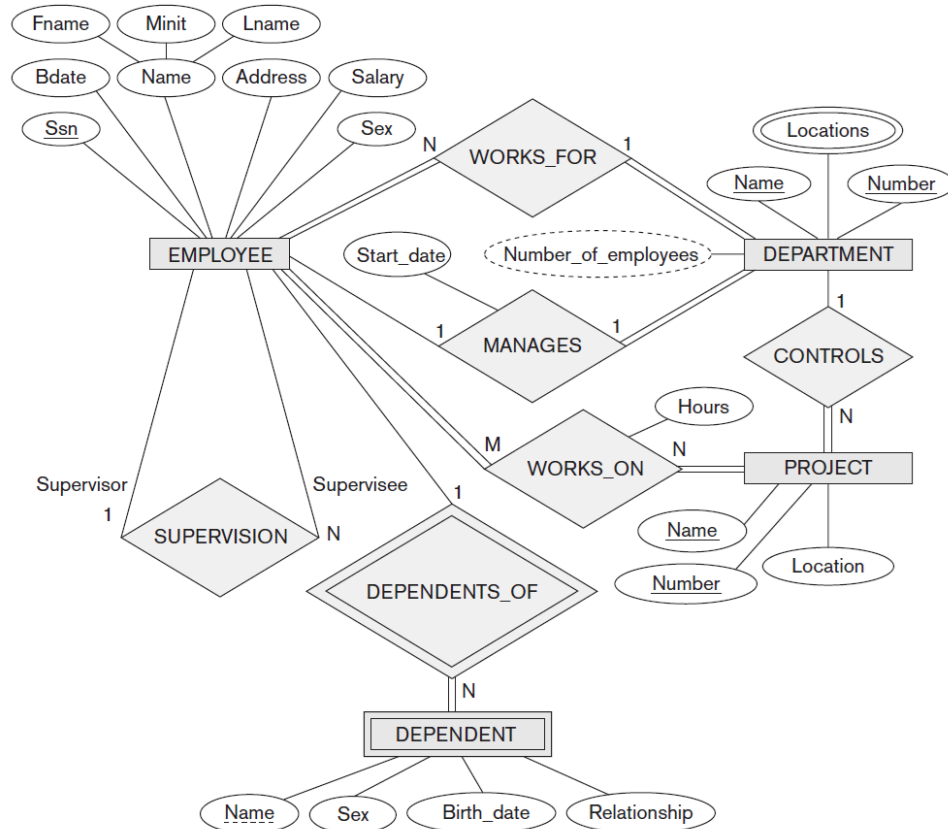 Fname
Minit
Lname
Bdate
Name
Address
Salary
Ssn
Sex
N
WORKS_FOR
1
Locations
Name
Number
EMPLOYEE
Start_date
Number_of_employees
DEPARTMENT
1
MANAGES
1
1
CONTROLS
N
Hours
M
WORKS_ON
N
PROJECT
Supervisor
1
SUPERVISION
Supervisee
N
1
Name
Number
Location
DEPENDENTS_OF
N
DEPENDENT
Name
Sex
Birth_date
Relationship